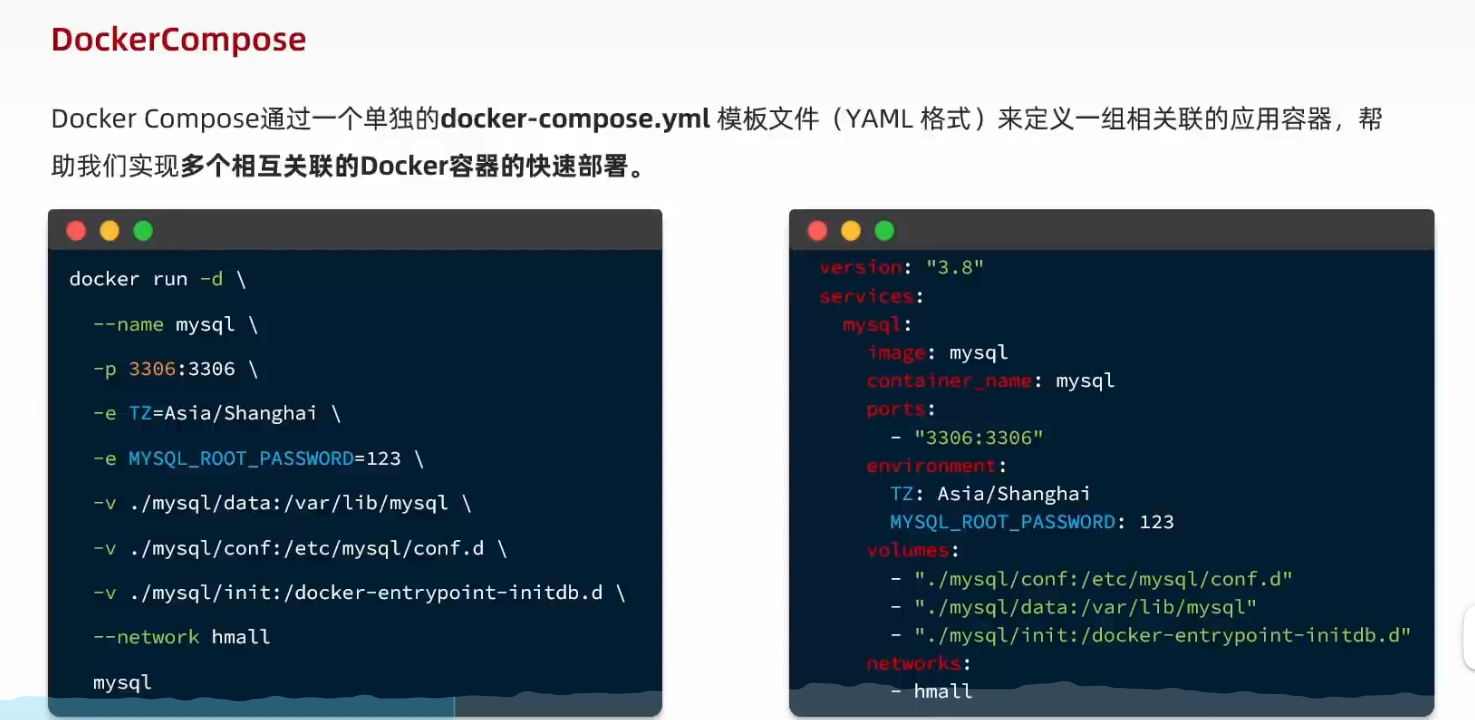 DockerCompose
Docker Compose通过一个单独的docker-compose.yml 模板文件（YAML 格式）来定义一组相关联的应用容器，帮
助我们实现多个相互关联的Docker容器的快速部署。
docker run -d \
  --name mysql \
  -p 3306:3306 \
  -e TZ=Asia/Shanghai \
  -e MYSQL_ROOT_PASSWORD=123 \
  -v ./mysql/data:/var/lib/mysql \
  -v ./mysql/conf:/etc/mysql/conf.d \
  -v ./mysql/init:/docker-entrypoint-initdb.d \
  --network hmall
  mysql
version: "3.8"
services:
  mysql:
    image: mysql
    container_name: mysql
    ports:
      - "3306:3306"
    environment:
      TZ: Asia/Shanghai
      MYSQL_ROOT_PASSWORD: 123
    volumes:
      - "./mysql/conf:/etc/mysql/conf.d"
      - "./mysql/data:/var/lib/mysql"
      - "./mysql/init:/docker-entrypoint-initdb.d"
    networks:
      - hmall